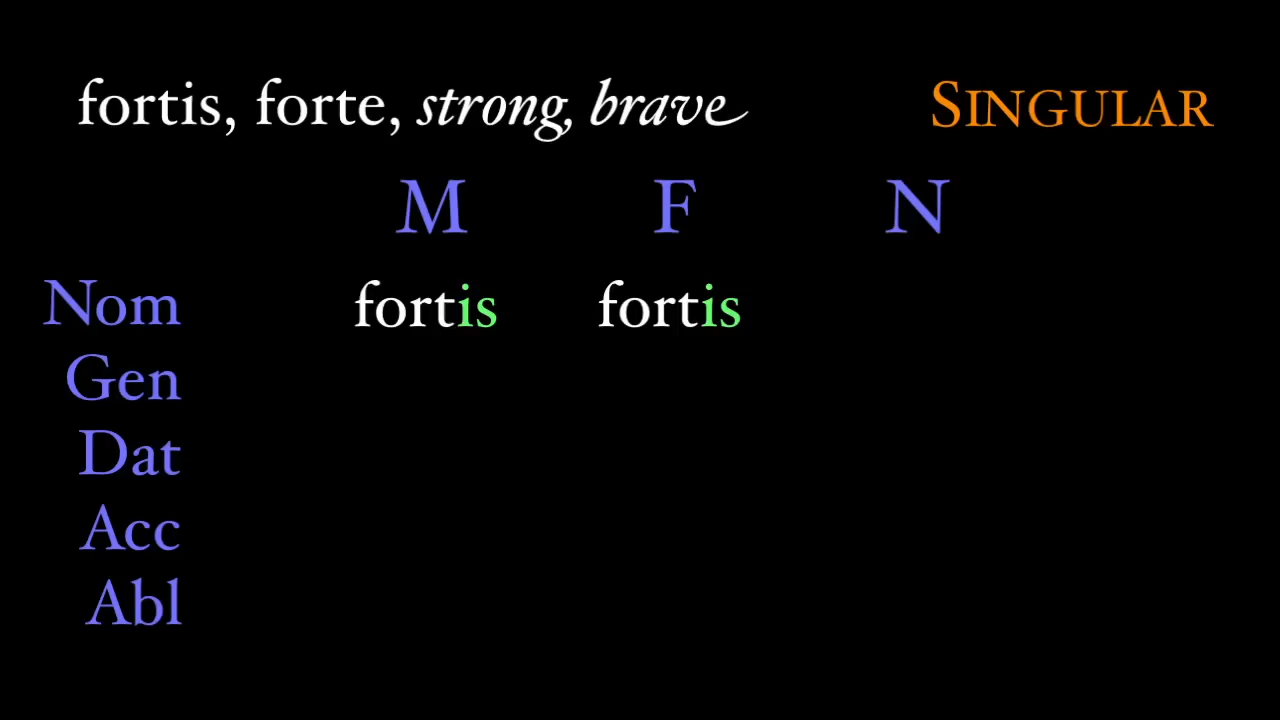 fortis, forte, strong, brave SINGULAR
M F N
Nom fortis fortis
Gen
Dat
Acc
Abl